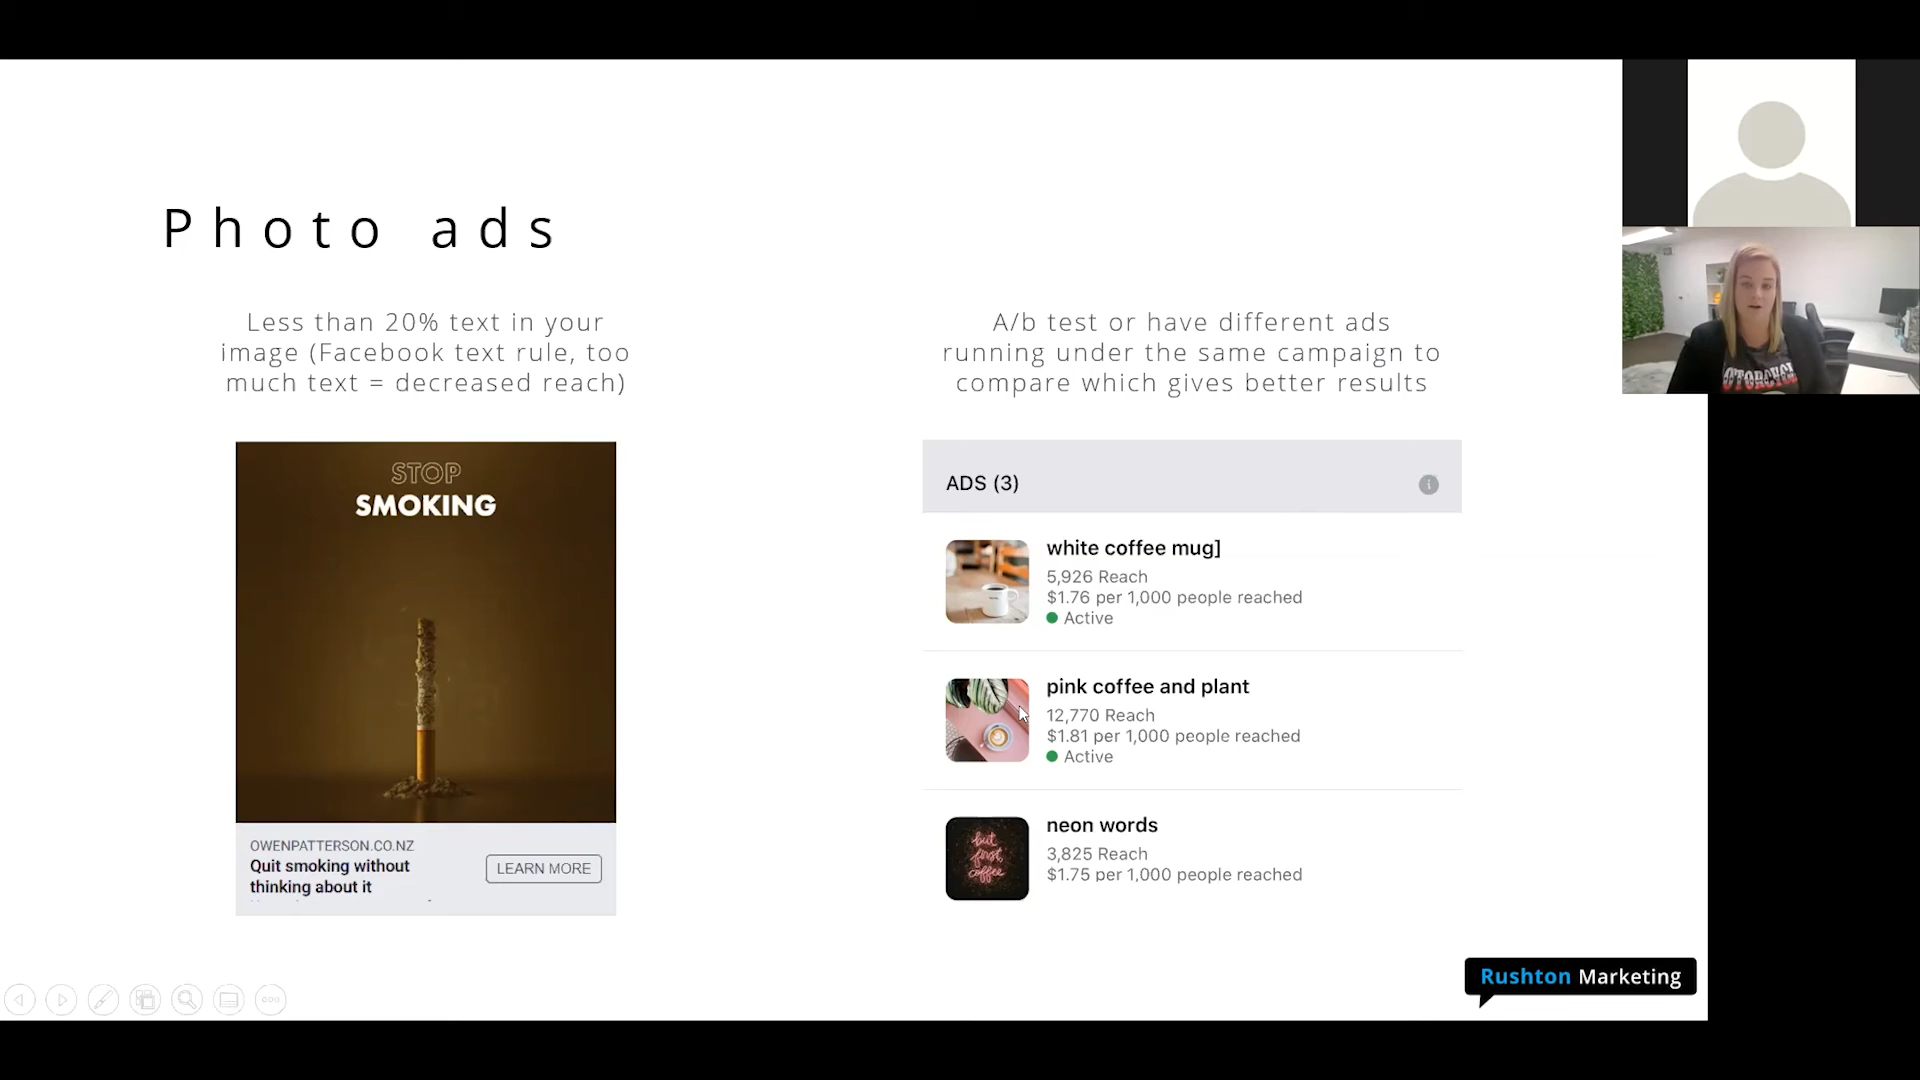 Photo ads
Less than 20% text in your
image (Facebook text rule, too
much text = decreased reach)
STOP
SMOKING
OWENPATTERSON.CO.NZ
Quit smoking without
thinking about it
LEARN MORE
A/b test or have different ads
running under the same campaign to
compare which gives better results
ADS (3)
white coffee mug]
5,926 Reach
$1.76 per 1,000 people reached
Active
pink coffee and plant
12,770 Reach
$1.81 per 1,000 people reached
Active
but
first
coffee
neon words
3,825 Reach
$1.75 per 1,000 people reached
Rushton Marketing